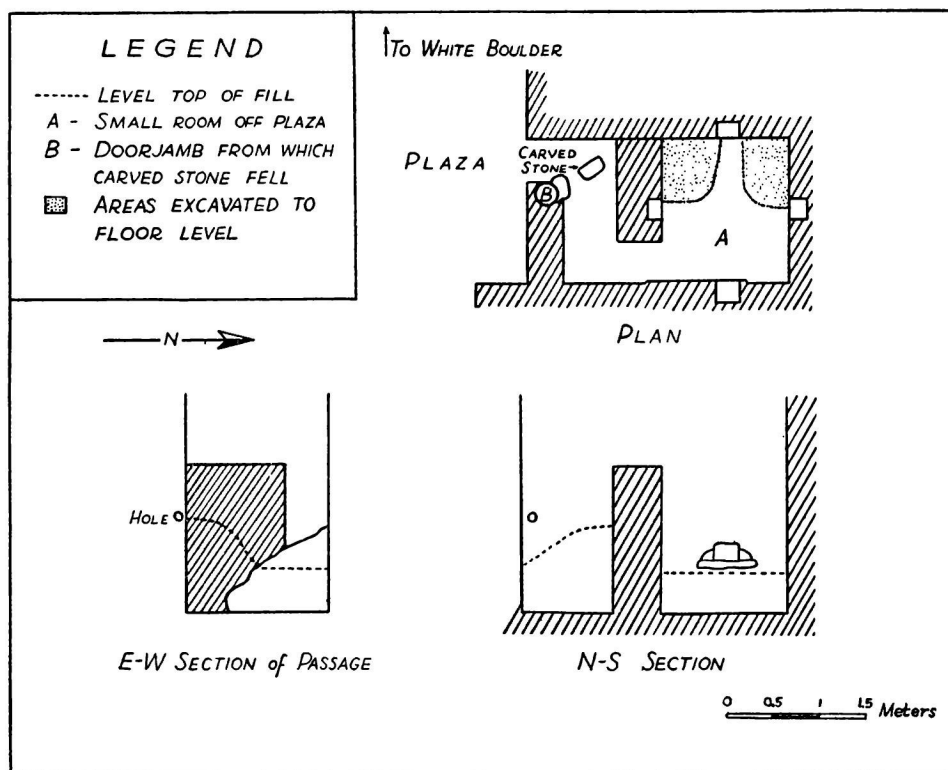 LEGEND
LEVEL TOP OF FILL
A - SMALL ROOM OFF PLAZA
B - DOORJAMB FROM WHICH
CARVED STONE FELL
AREAS EXCAVATED TO
FLOOR LEVEL
TO WHITE BOULDER
PLAZA
CARVED
STONE
B
A
PLAN
N
HOLE
E-W SECTION of PASSAGE
N-S SECTION
0 0.5 1 1.5
Meters